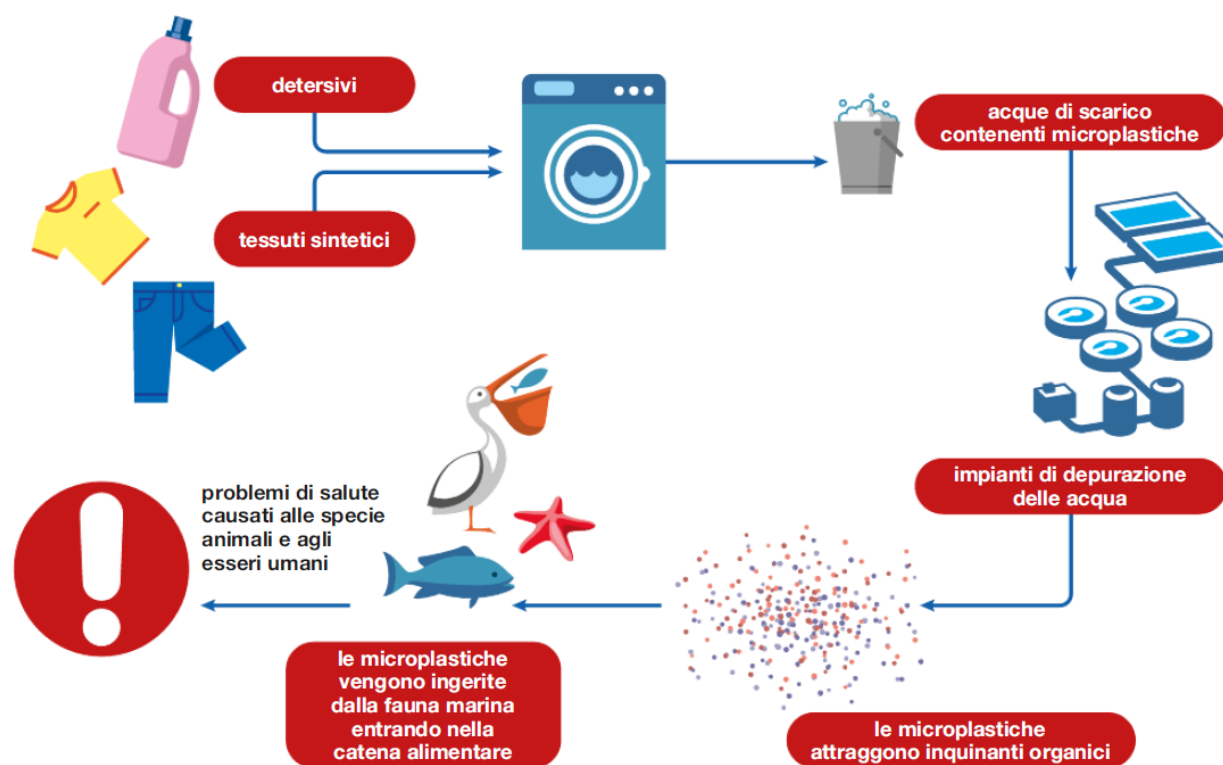 detersivi
tessuti sintetici
acque di scarico
contenenti microplastiche
impianti di depurazione
delle acqua
le microplastiche
attraggono inquinanti organici
le microplastiche
vengono ingerite
dalla fauna marina
entrando nella
catena alimentare
problemi di salute
causati alle specie
animali e agli
esseri umani